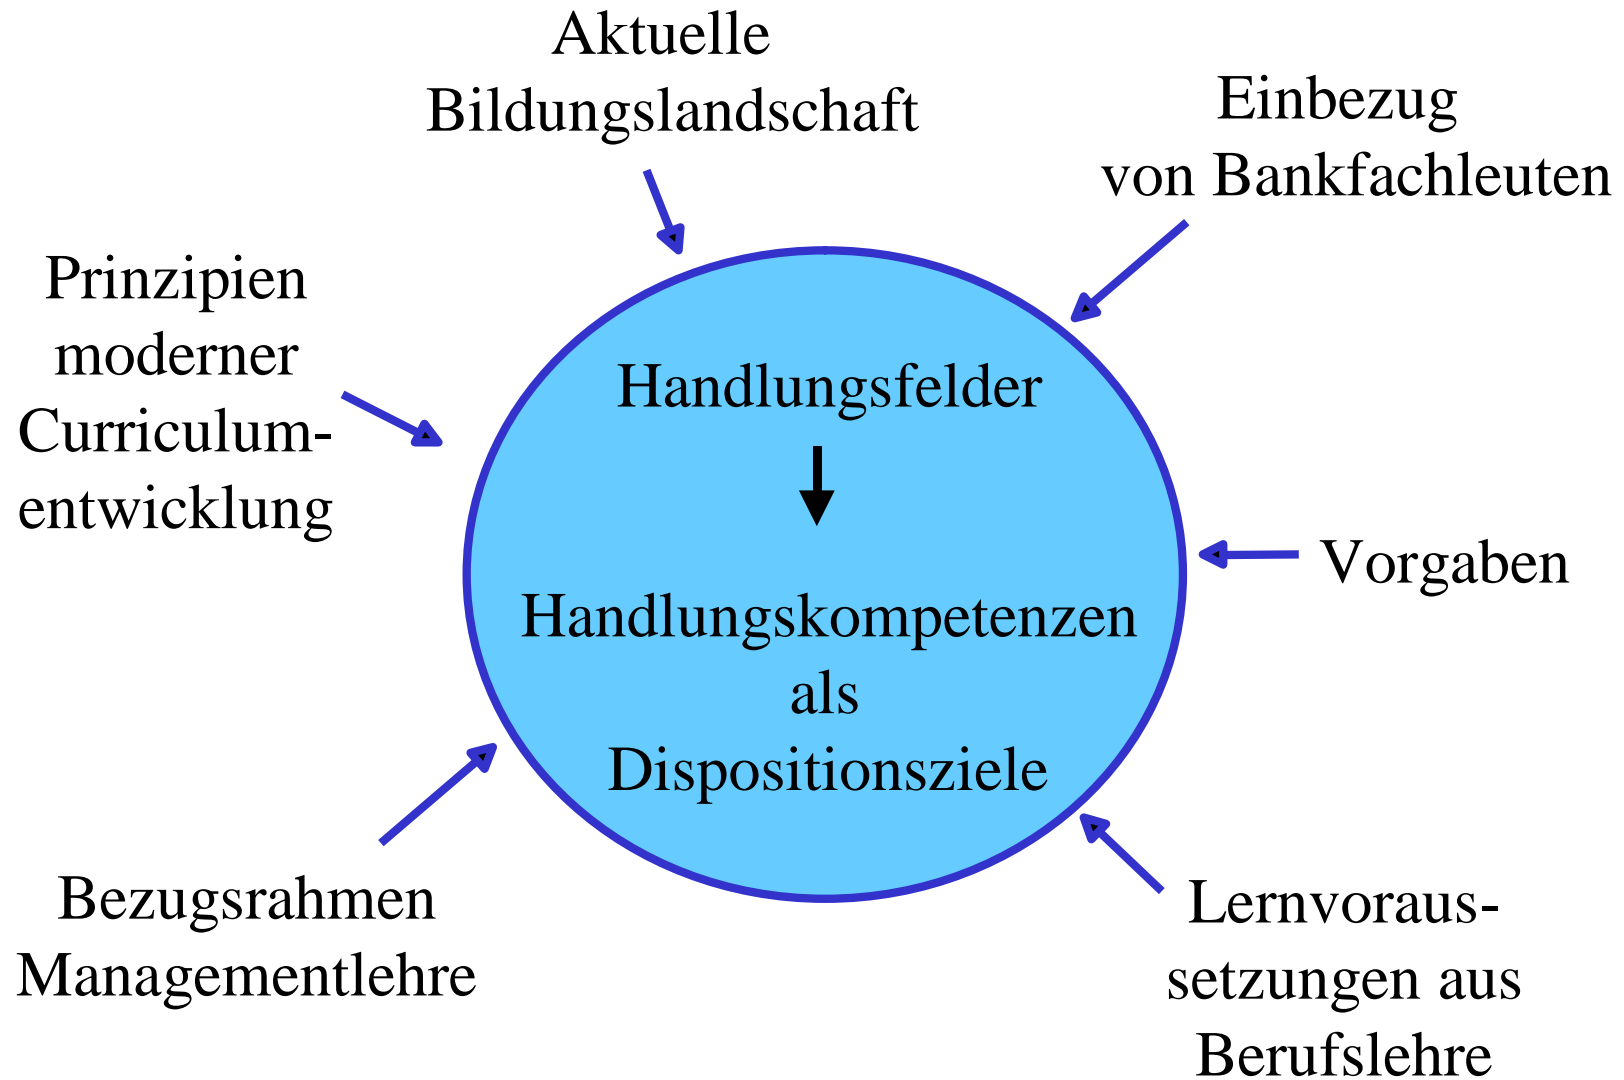 Aktuelle
Bildungslandschaft
Einbezug
von Bankfachleuten
Prinzipien
moderner
Curriculum-
entwicklung
Handlungsfelder
Handlungskompetenzen
als
Dispositionsziele
Vorgaben
Bezugsrahmen
Managementlehre
Lernvoraus-
setzungen aus
Berufslehre